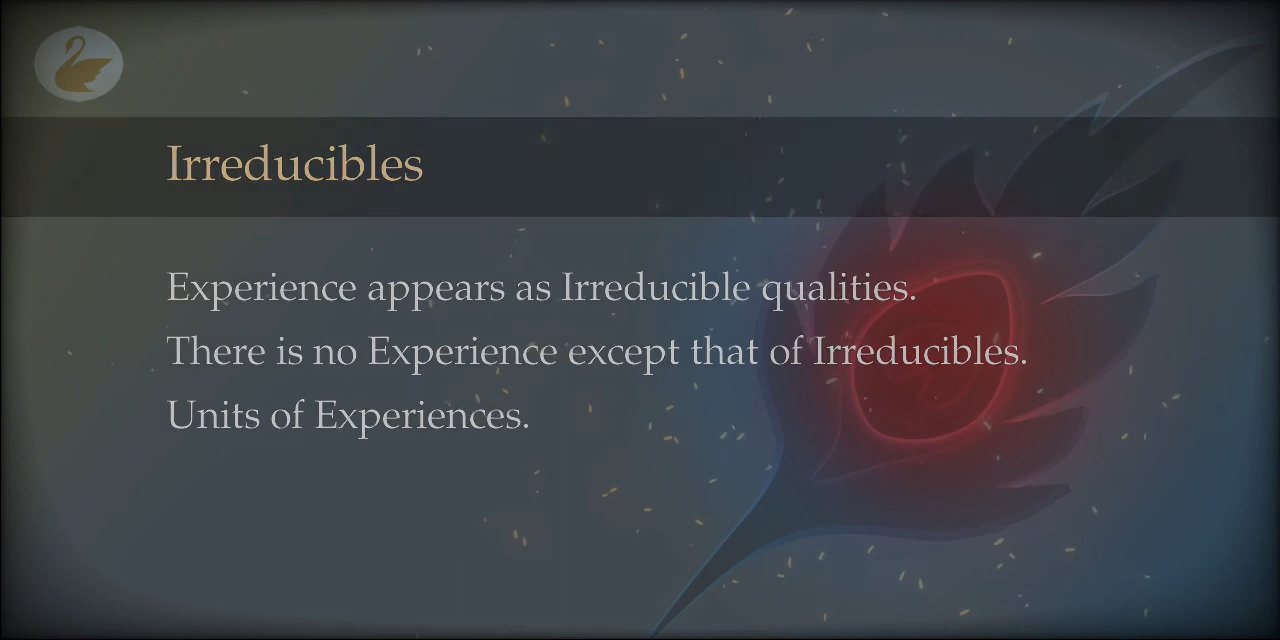 Irreducibles
Experience appears as Irreducible qualities.
There is no Experience except that of Irreducibles.
Units of Experiences.